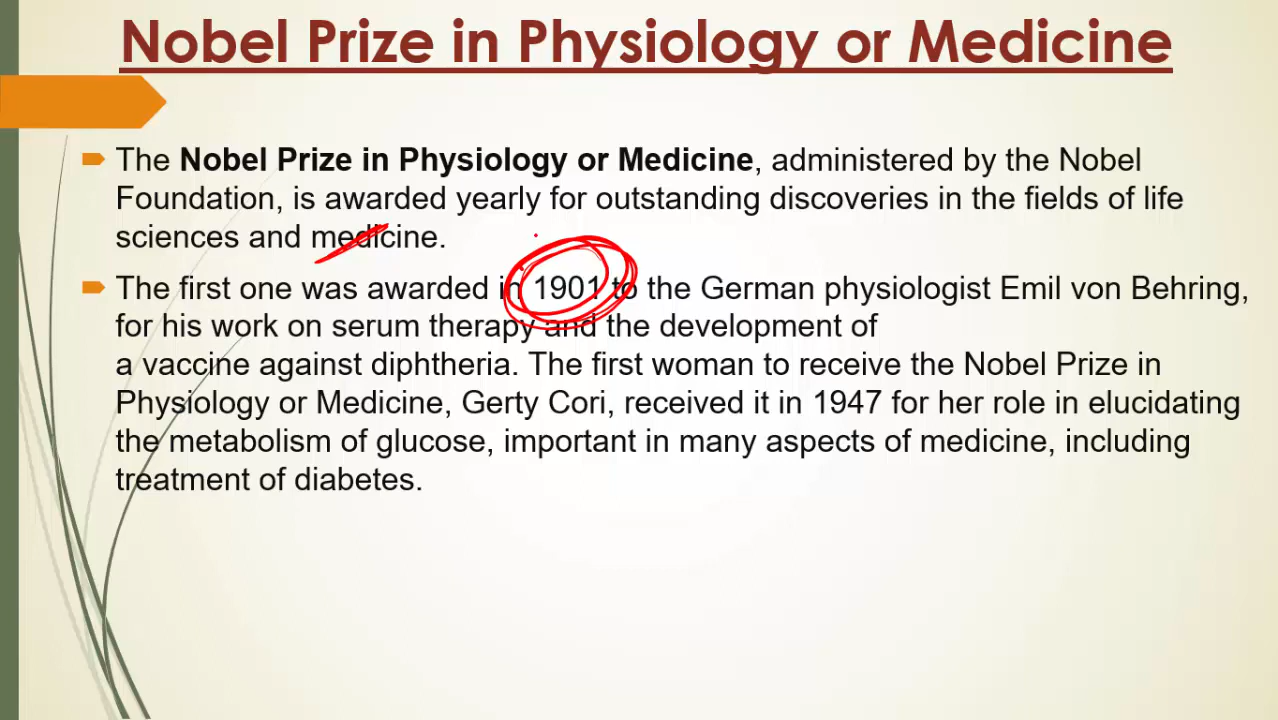 Nobel Prize in Physiology or Medicine
The Nobel Prize in Physiology or Medicine, administered by the Nobel
Foundation, is awarded yearly for outstanding discoveries in the fields of life
sciences and medicine.
The first one was awarded in 1901 to the German physiologist Emil von Behring,
for his work on serum therapy and the development of
a vaccine against diphtheria. The first woman to receive the Nobel Prize in
Physiology or Medicine, Gerty Cori, received it in 1947 for her role in elucidating
the metabolism of glucose, important in many aspects of medicine, including
treatment of diabetes.